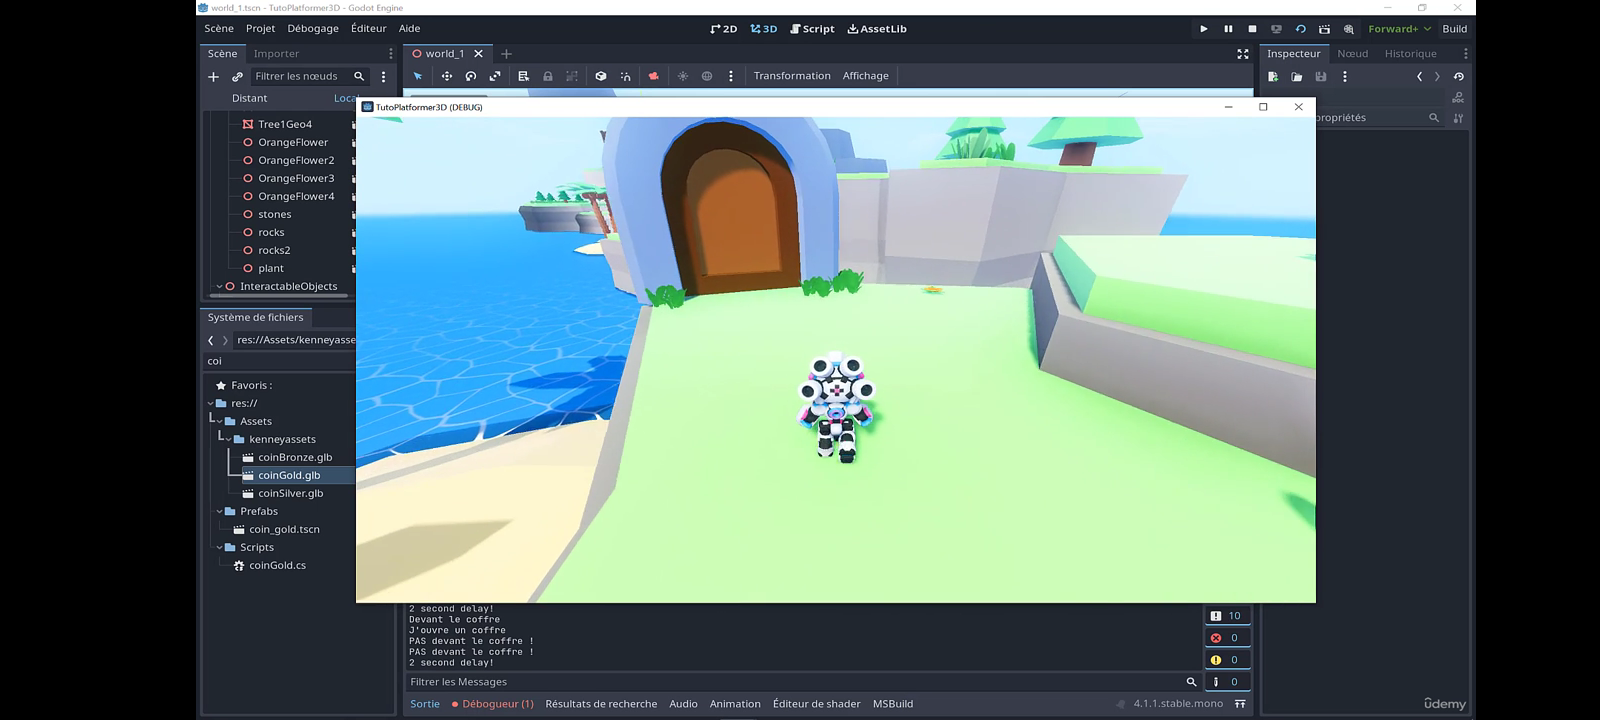 world_1.tscn - TutoPlatformer3D - Godot Engine
Scène Projet Débogage Éditeur Aide
2D 3D Script AssetLib
Forward+ Build
Scène Importer
world_1
Inspecteur Nœud Historique
Filtrer les nœuds
Transformation Affichage
Distant Loca
TutoPlatformer3D (DEBUG)
ropriétés
Tree1Geo4
OrangeFlower
OrangeFlower2
OrangeFlower3
OrangeFlower4
stones
rocks
rocks2
plant
InteractableObjects
Système de fichiers
res://Assets/kenneyasse
coi
Favoris :
res://
Assets
kenneyassets
coinBronze.glb
coinGold.glb
coinSilver.glb
Prefabs
coin_gold.tscn
Scripts
coinGold.cs
2 second delay!
Devant le coffre
J'ouvre un coffre
PAS devant le coffre !
PAS devant le coffre !
2 second delay!
10
0
0
0
Filtrer les Messages
Sortie Débogueur (1) Résultats de recherche Audio Animation Éditeur de shader MSBuild 4.1.1.stable.mono
ûdemy